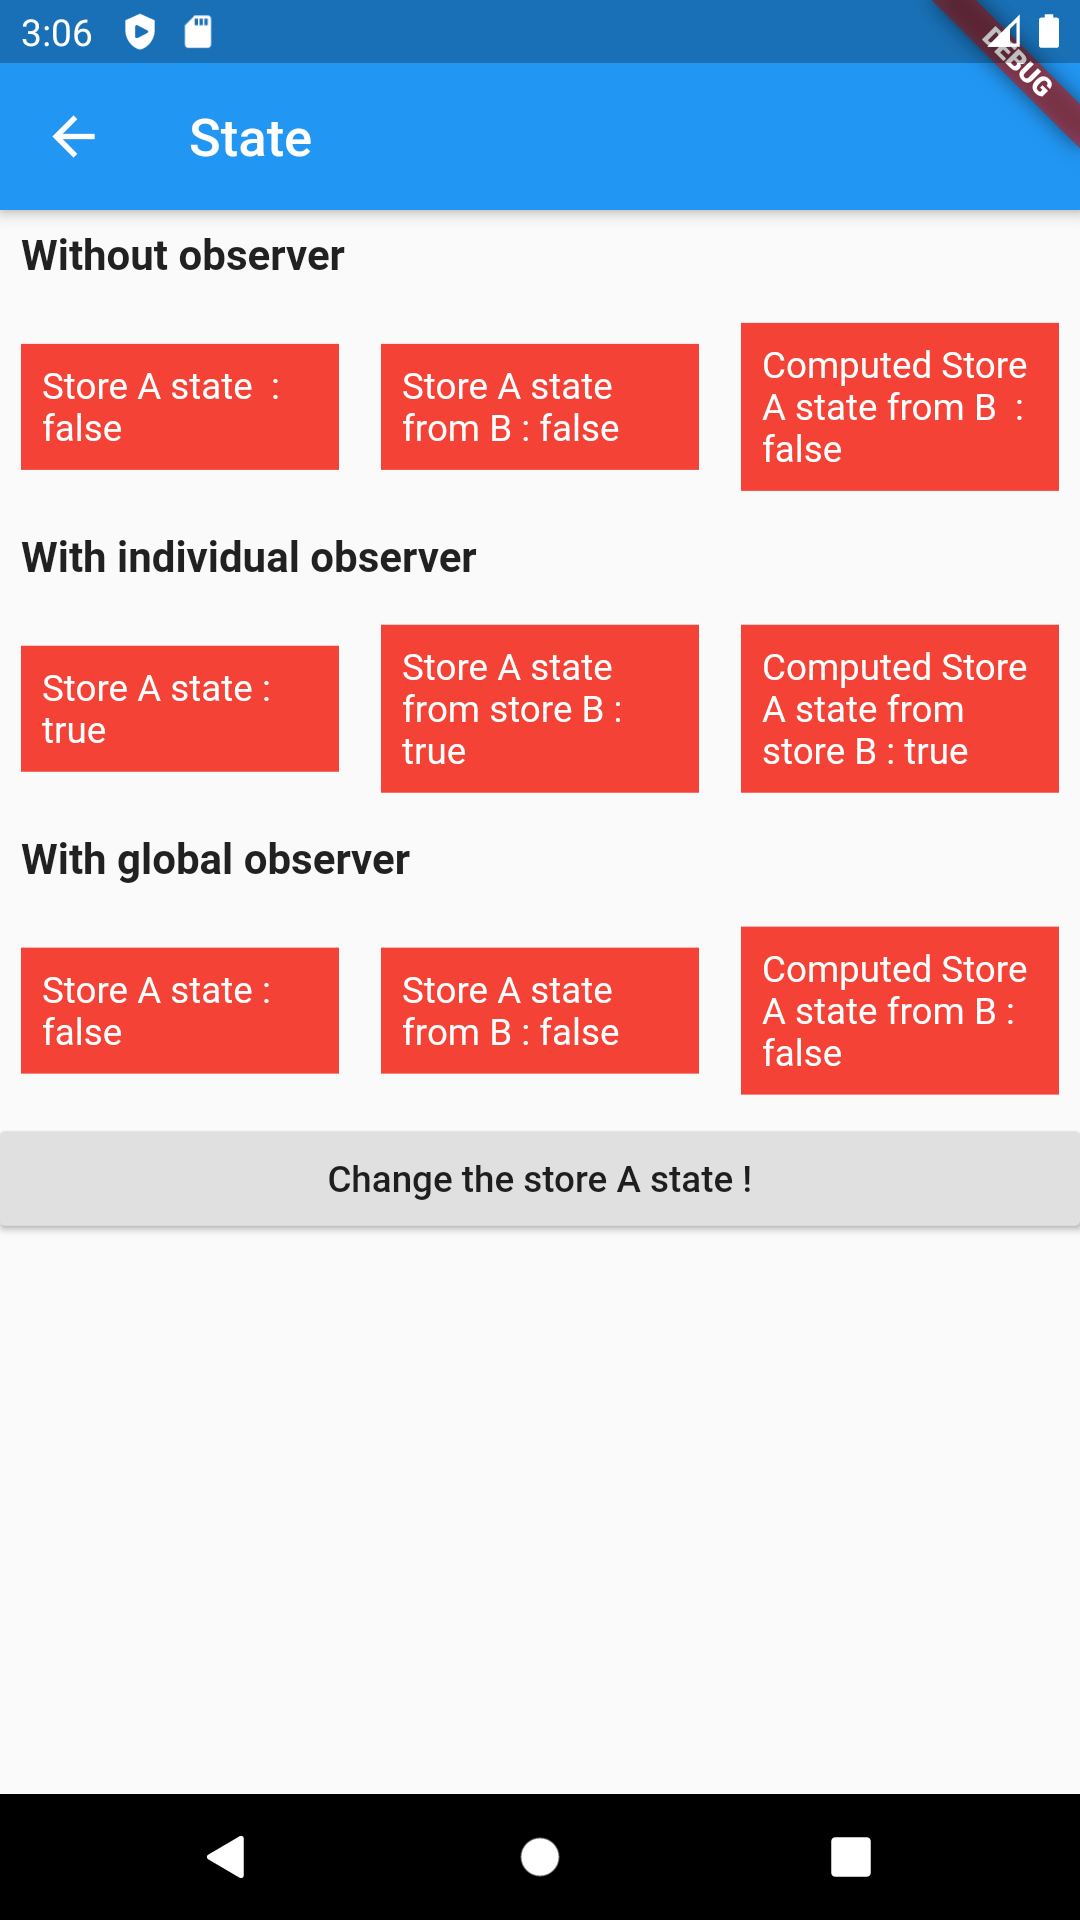 3:06
DEBUG
State
Without observer
Store A state  :
false
Store A state
from B : false
Computed Store
A state from B  :
false
With individual observer
Store A state :
true
Store A state
from store B :
true
Computed Store
A state from
store B : true
With global observer
Store A state :
false
Store A state
from B : false
Computed Store
A state from B :
false
Change the store A state !